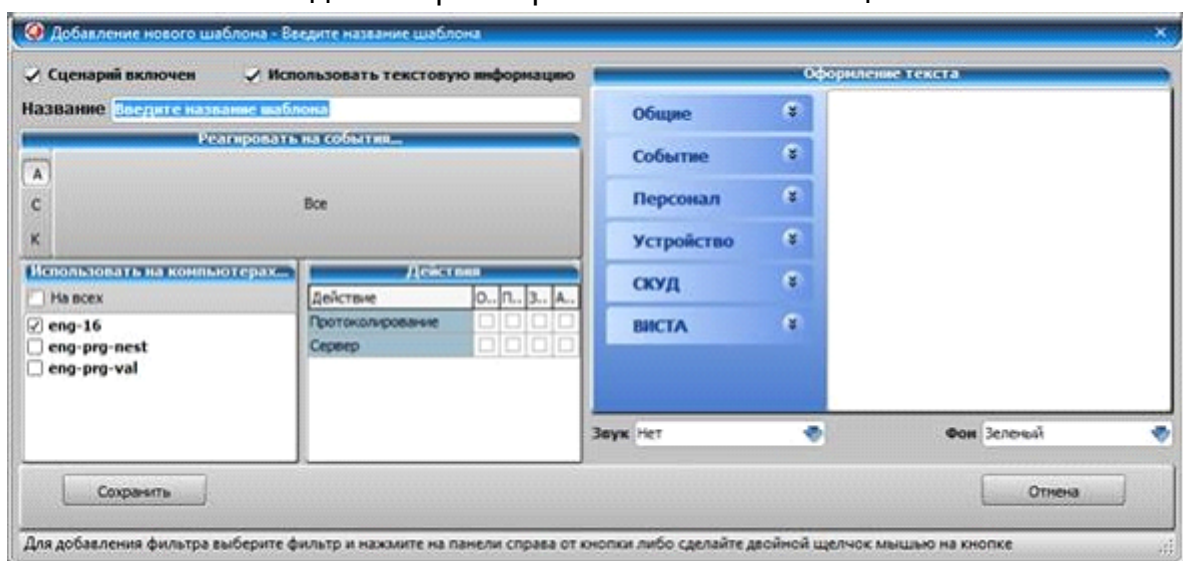 Добавление нового шаблона - Введите название шаблона
Сценарий включен
Использовать текстовую информацию
Название Введите название шаблона
Реагировать на события...
А
С
К
Все
Использовать на компьютерах...
На всех
eng-16
eng-prg-nest
eng-prg-val
Действия
Действие О.. П.. З.. А..
Протоколирование
Сервер
Оформление текста
Общие
Событие
Персонал
Устройство
СКУД
ВИСТА
Звук Нет
Фон Зеленый
Сохранить
Отмена
Для добавления фильтра выберите фильтр и нажмите на панели справа от кнопки либо сделайте двойной щелчок мышью на кнопке